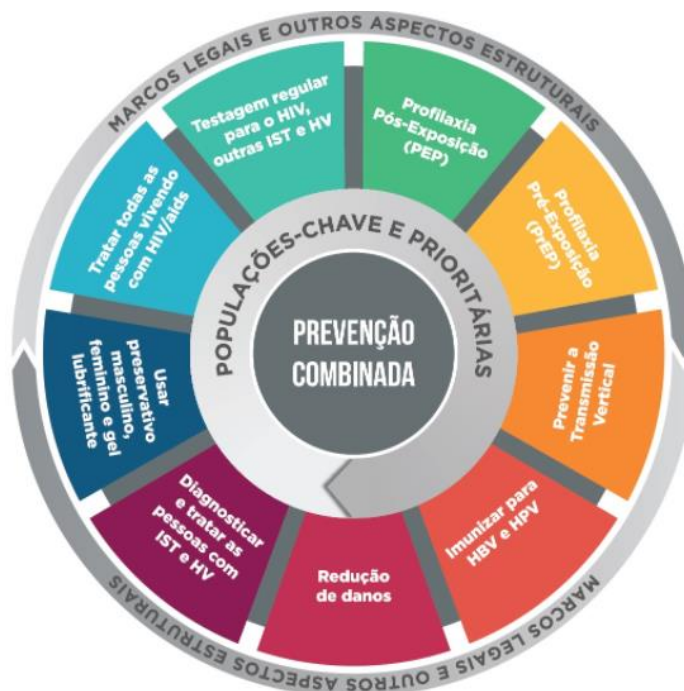 MARCOS LEGAIS E OUTROS ASPECTOS ESTRUTURAIS
Testagem regular
para o HIV,
outras IST e HV
Profilaxia
Pós-Exposição
(PEP)
Profilaxia
Pré-Exposição
(PrEP)
Prevenir a
Transmissão
Vertical
Imunizar para
HBV e HPV
Redução
de danos
Diagnosticar
e tratar as
pessoas com
IST e HV
Usar
preservativo
masculino,
feminino e gel
lubrificante
Tratar todas as
pessoas vivendo
com HIV/aids
POPULAÇÕES-CHAVE E PRIORITÁRIAS
PREVENÇÃO
COMBINADA
MARCOS LEGAIS E OUTROS ASPECTOS ESTRUTURAIS